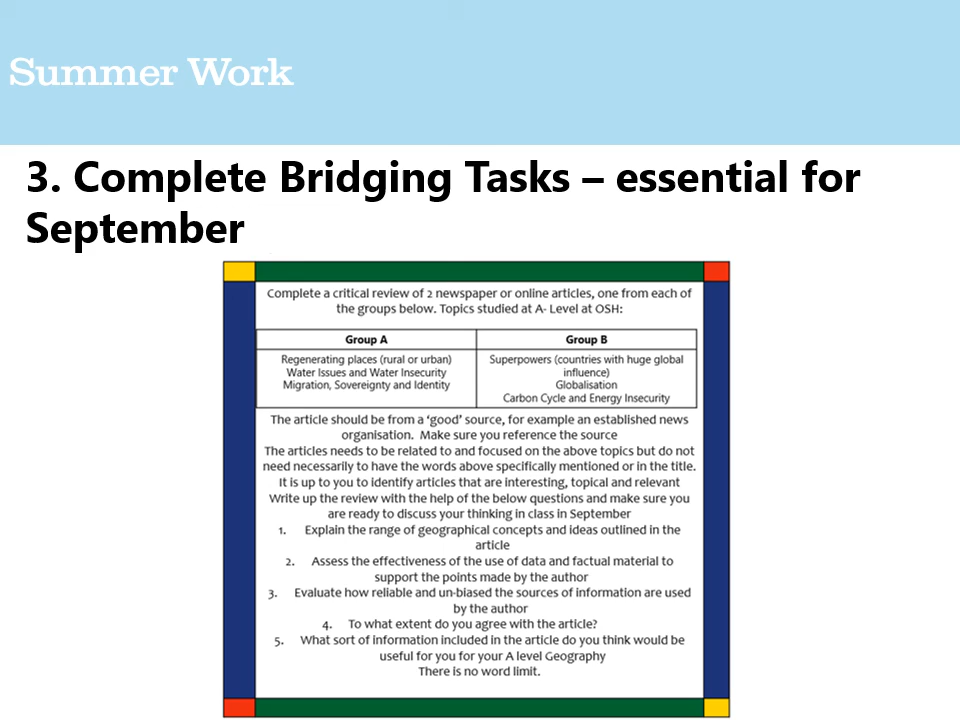 Summer Work
3. Complete Bridging Tasks – essential for
September
Complete a critical review of 2 newspaper or online articles, one from each of
the groups below. Topics studied at A- Level at OSH:
Group A
Regenerating places (rural or urban)
Water Issues and Water Insecurity
Migration, Sovereignty and Identity
Group B
Superpowers (countries with huge global
influence)
Globalisation
Carbon Cycle and Energy Insecurity
The article should be from a ‘good’ source, for example an established news
organisation. Make sure you reference the source
The articles needs to be related to and focused on the above topics but do not
need necessarily to have the words above specifically mentioned or in the title.
It is up to you to identify articles that are interesting, topical and relevant
Write up the review with the help of the below questions and make sure you
are ready to discuss your thinking in class in September
1. Explain the range of geographical concepts and ideas outlined in the
article
2. Assess the effectiveness of the use of data and factual material to
support the points made by the author
3. Evaluate how reliable and un-biased the sources of information are used
by the author
4. To what extent do you agree with the article?
5. What sort of information included in the article do you think would be
useful for you for your A level Geography
There is no word limit.